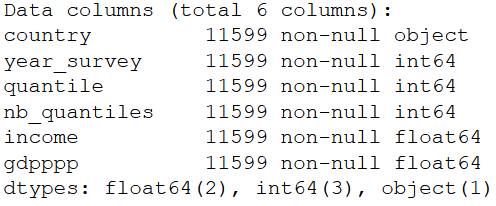 Data columns (total 6 columns):
country 11599 non-null object
year_survey 11599 non-null int64
quantile 11599 non-null int64
nb_quantiles 11599 non-null int64
income 11599 non-null float64
gdpppp 11599 non-null float64
dtypes: float64(2), int64(3), object(1)